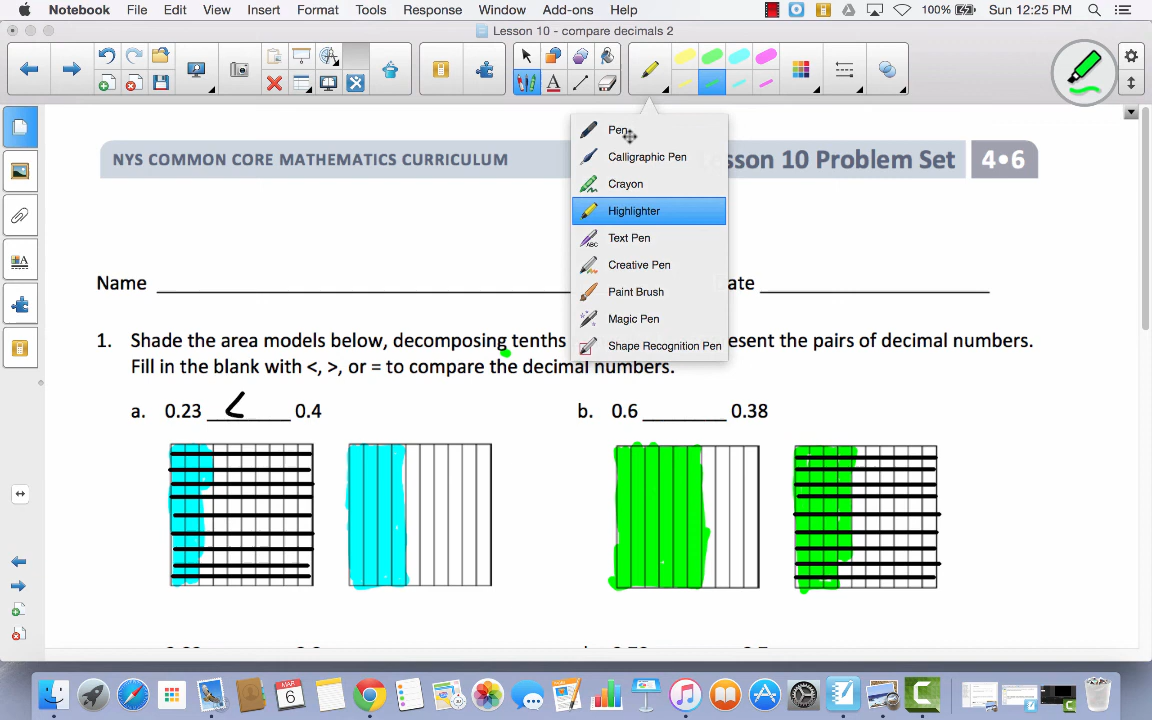 Notebook File Edit View Insert Format Tools Response Window Add-ons Help 100% Sun 12:25 PM
Lesson 10 - compare decimals 2
Pen
Calligraphic Pen
Crayon
Highlighter
Text Pen
Creative Pen
Paint Brush
Magic Pen
Shape Recognition Pen
NYS COMMON CORE MATHEMATICS CURRICULUM sson 10 Problem Set 4•6
Name ate
1. Shade the area models below, decomposing tenths esent the pairs of decimal numbers.
Fill in the blank with <, >, or = to compare the decimal numbers.
a. 0.23 < 0.4 b. 0.6 0.38
MAR
6